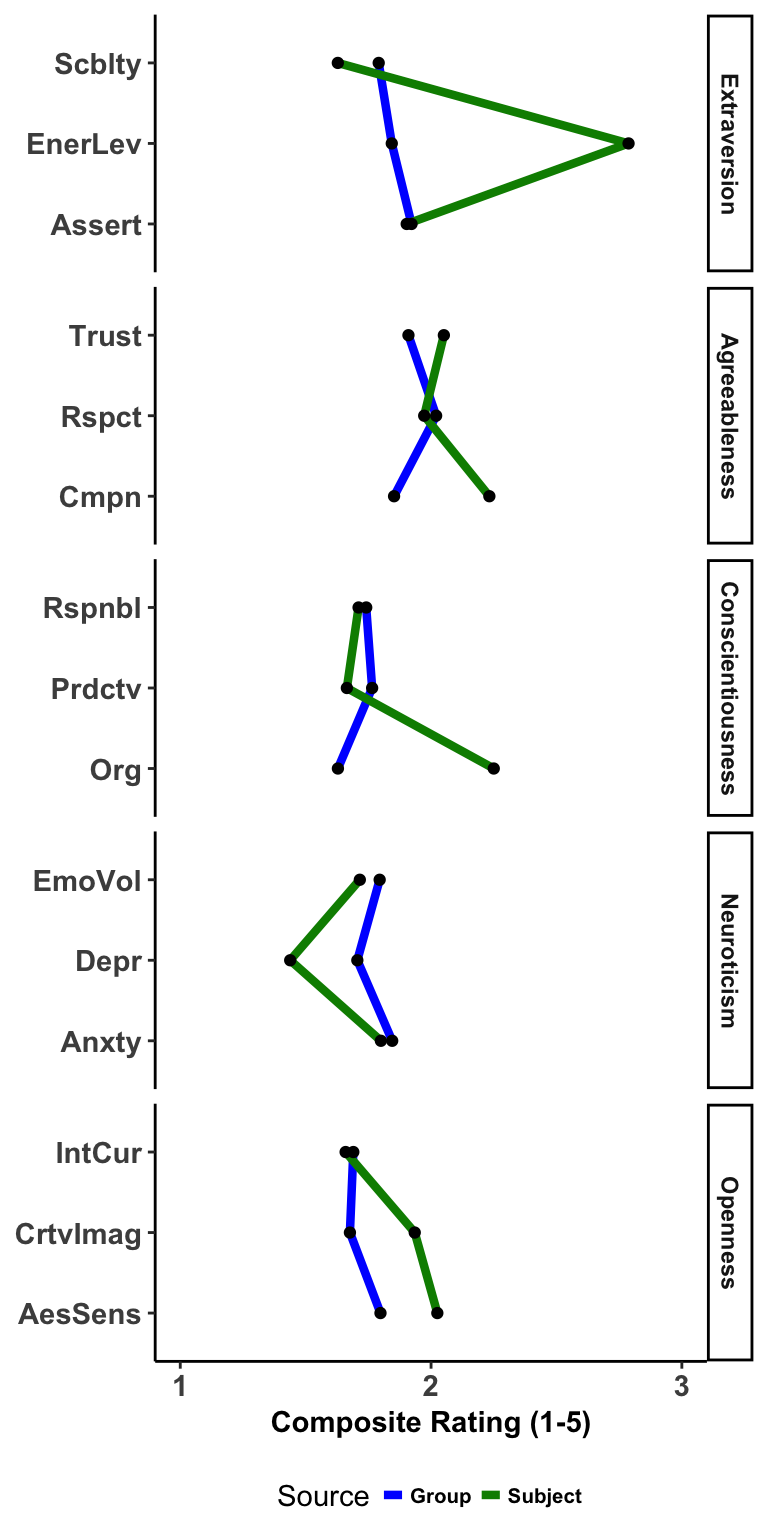 Scblty
EnerLev
Assert
Extraversion
Trust
Rspct
Cmpn
Agreeableness
Rspnbl
Prdctv
Org
Conscientiousness
EmoVol
Depr
Anxty
Neuroticism
IntCur
CrtvImag
AesSens
Openness
1 2 3
Composite Rating (1-5)
Source Group Subject